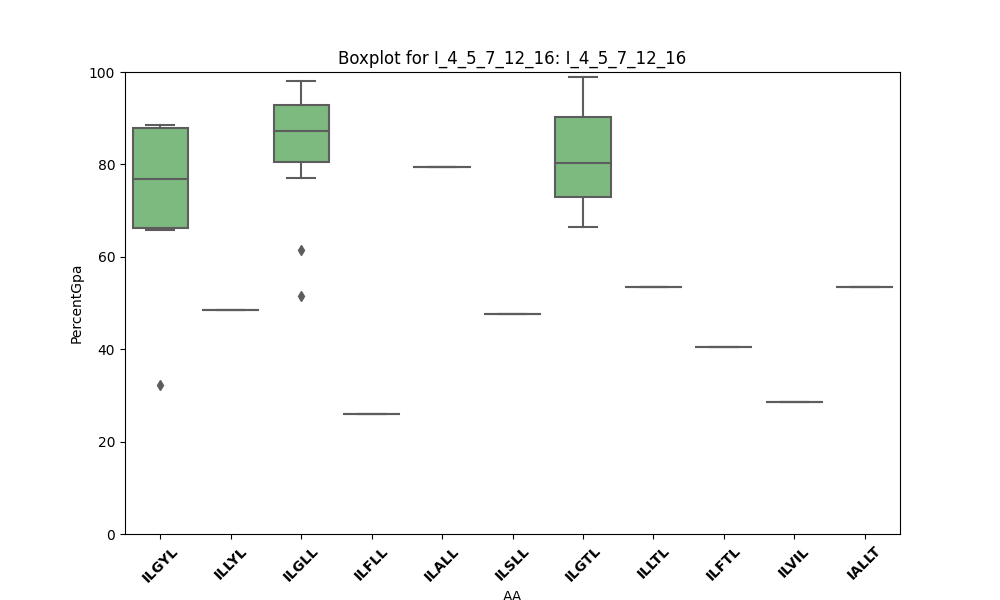 Boxplot for I_4_5_7_12_16: I_4_5_7_12_16
PercentGpa
100
80
60
40
20
0
ILGYL
ILLYL
ILGLL
ILFLL
ILALL
ILSLL
ILGTL
ILLTL
ILFTL
ILVIL
IALLT
AA